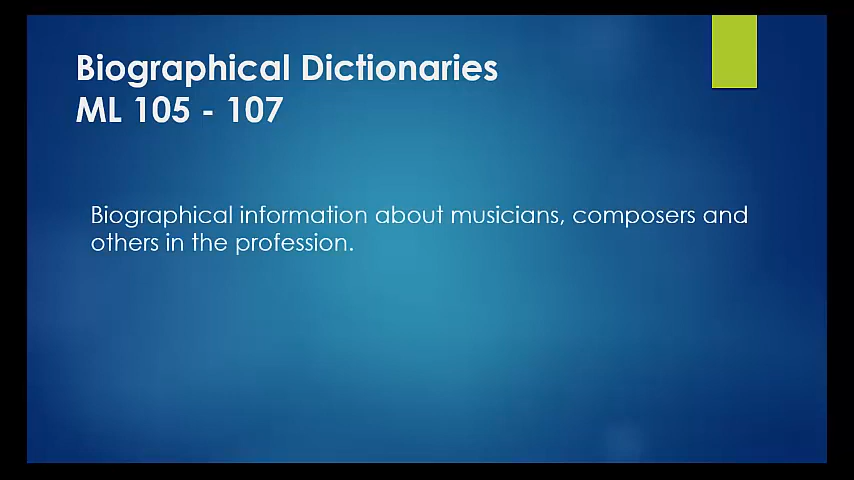 Biographical Dictionaries
ML 105 - 107
Biographical information about musicians, composers and
others in the profession.